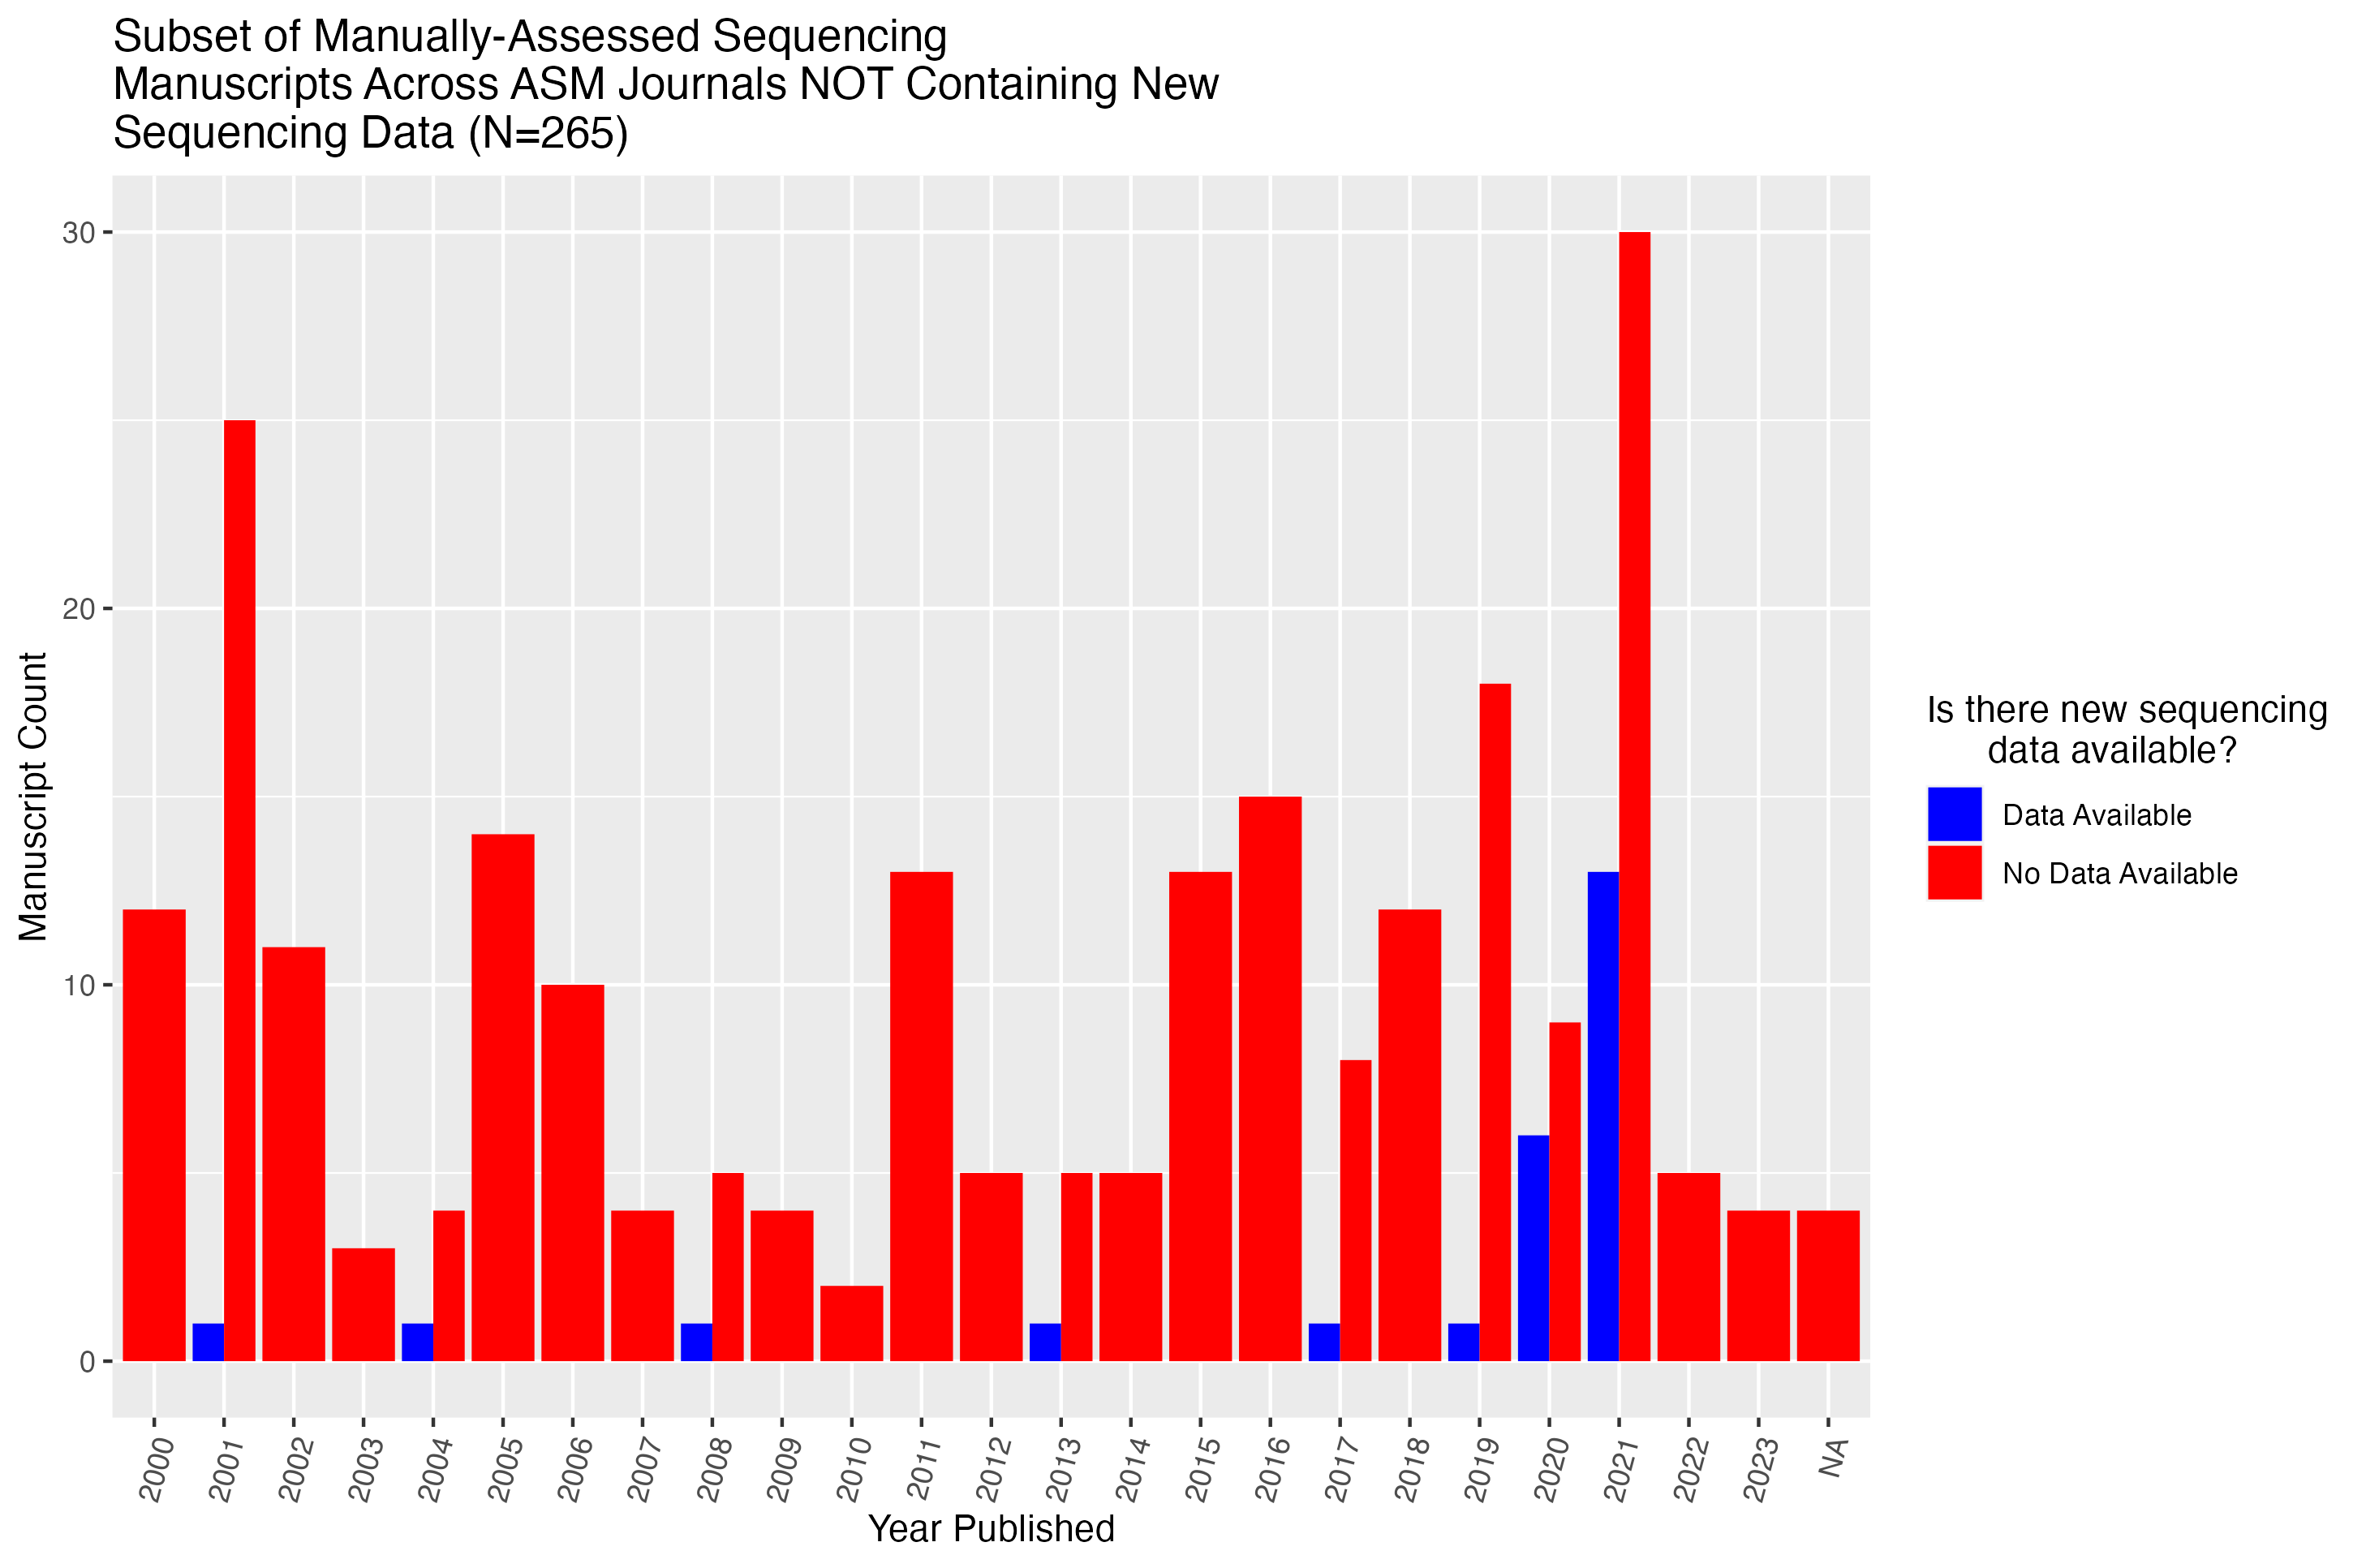 Subset of Manually-Assessed Sequencing
Manuscripts Across ASM Journals NOT Containing New
Sequencing Data (N=265)
30
20
10
0
Manuscript Count
2000
2001
2002
2003
2004
2005
2006
2007
2008
2009
2010
2011
2012
2013
2014
2015
2016
2017
2018
2019
2020
2021
2022
2023
NA
Year Published
Is there new sequencing
data available?
Data Available
No Data Available